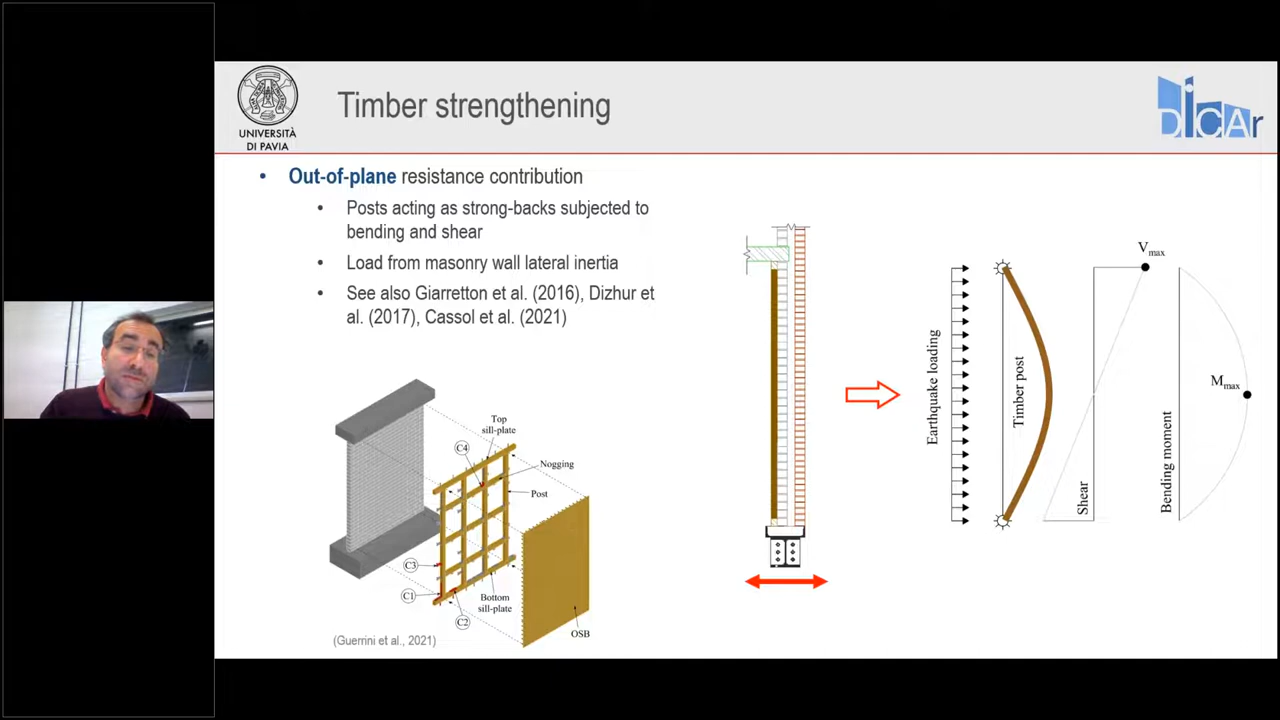 UNIVERSITÀ
DI PAVIA
Timber strengthening
DICAr
• Out-of-plane resistance contribution
• Posts acting as strong-backs subjected to
bending and shear
• Load from masonry wall lateral inertia
• See also Giarretton et al. (2016), Dizhur et
al. (2017), Cassol et al. (2021)
Top
sill-plate
C4
Nogging
Post
C3
C1
C2
Bottom
sill-plate
OSB
(Guerrini et al., 2021)
Earthquake loading
Timber post
Shear
Vmax
Bending moment
Mmax